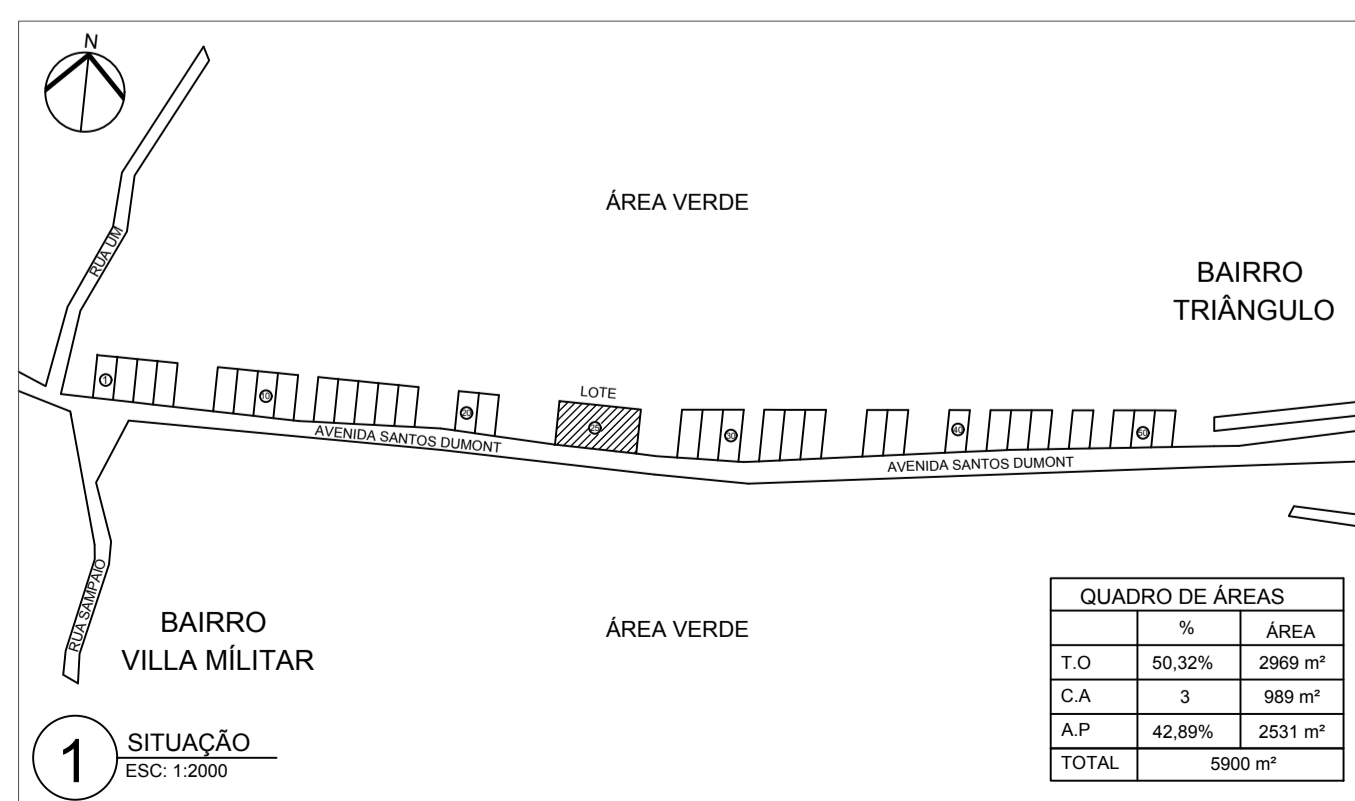 N
RUA UM
ÁREA VERDE
BAIRRO
TRIÂNGULO
1
10
20
LOTE
25
30
40
50
AVENIDA SANTOS DUMONT
AVENIDA SANTOS DUMONT
RUA SAMPAIO
BAIRRO
VILLA MÍLITAR
ÁREA VERDE
QUADRO DE ÁREAS
% ÁREA
T.O 50,32% 2969 m²
C.A 3 989 m²
A.P 42,89% 2531 m²
TOTAL 5900 m²
1 SITUAÇÃO
ESC: 1:2000